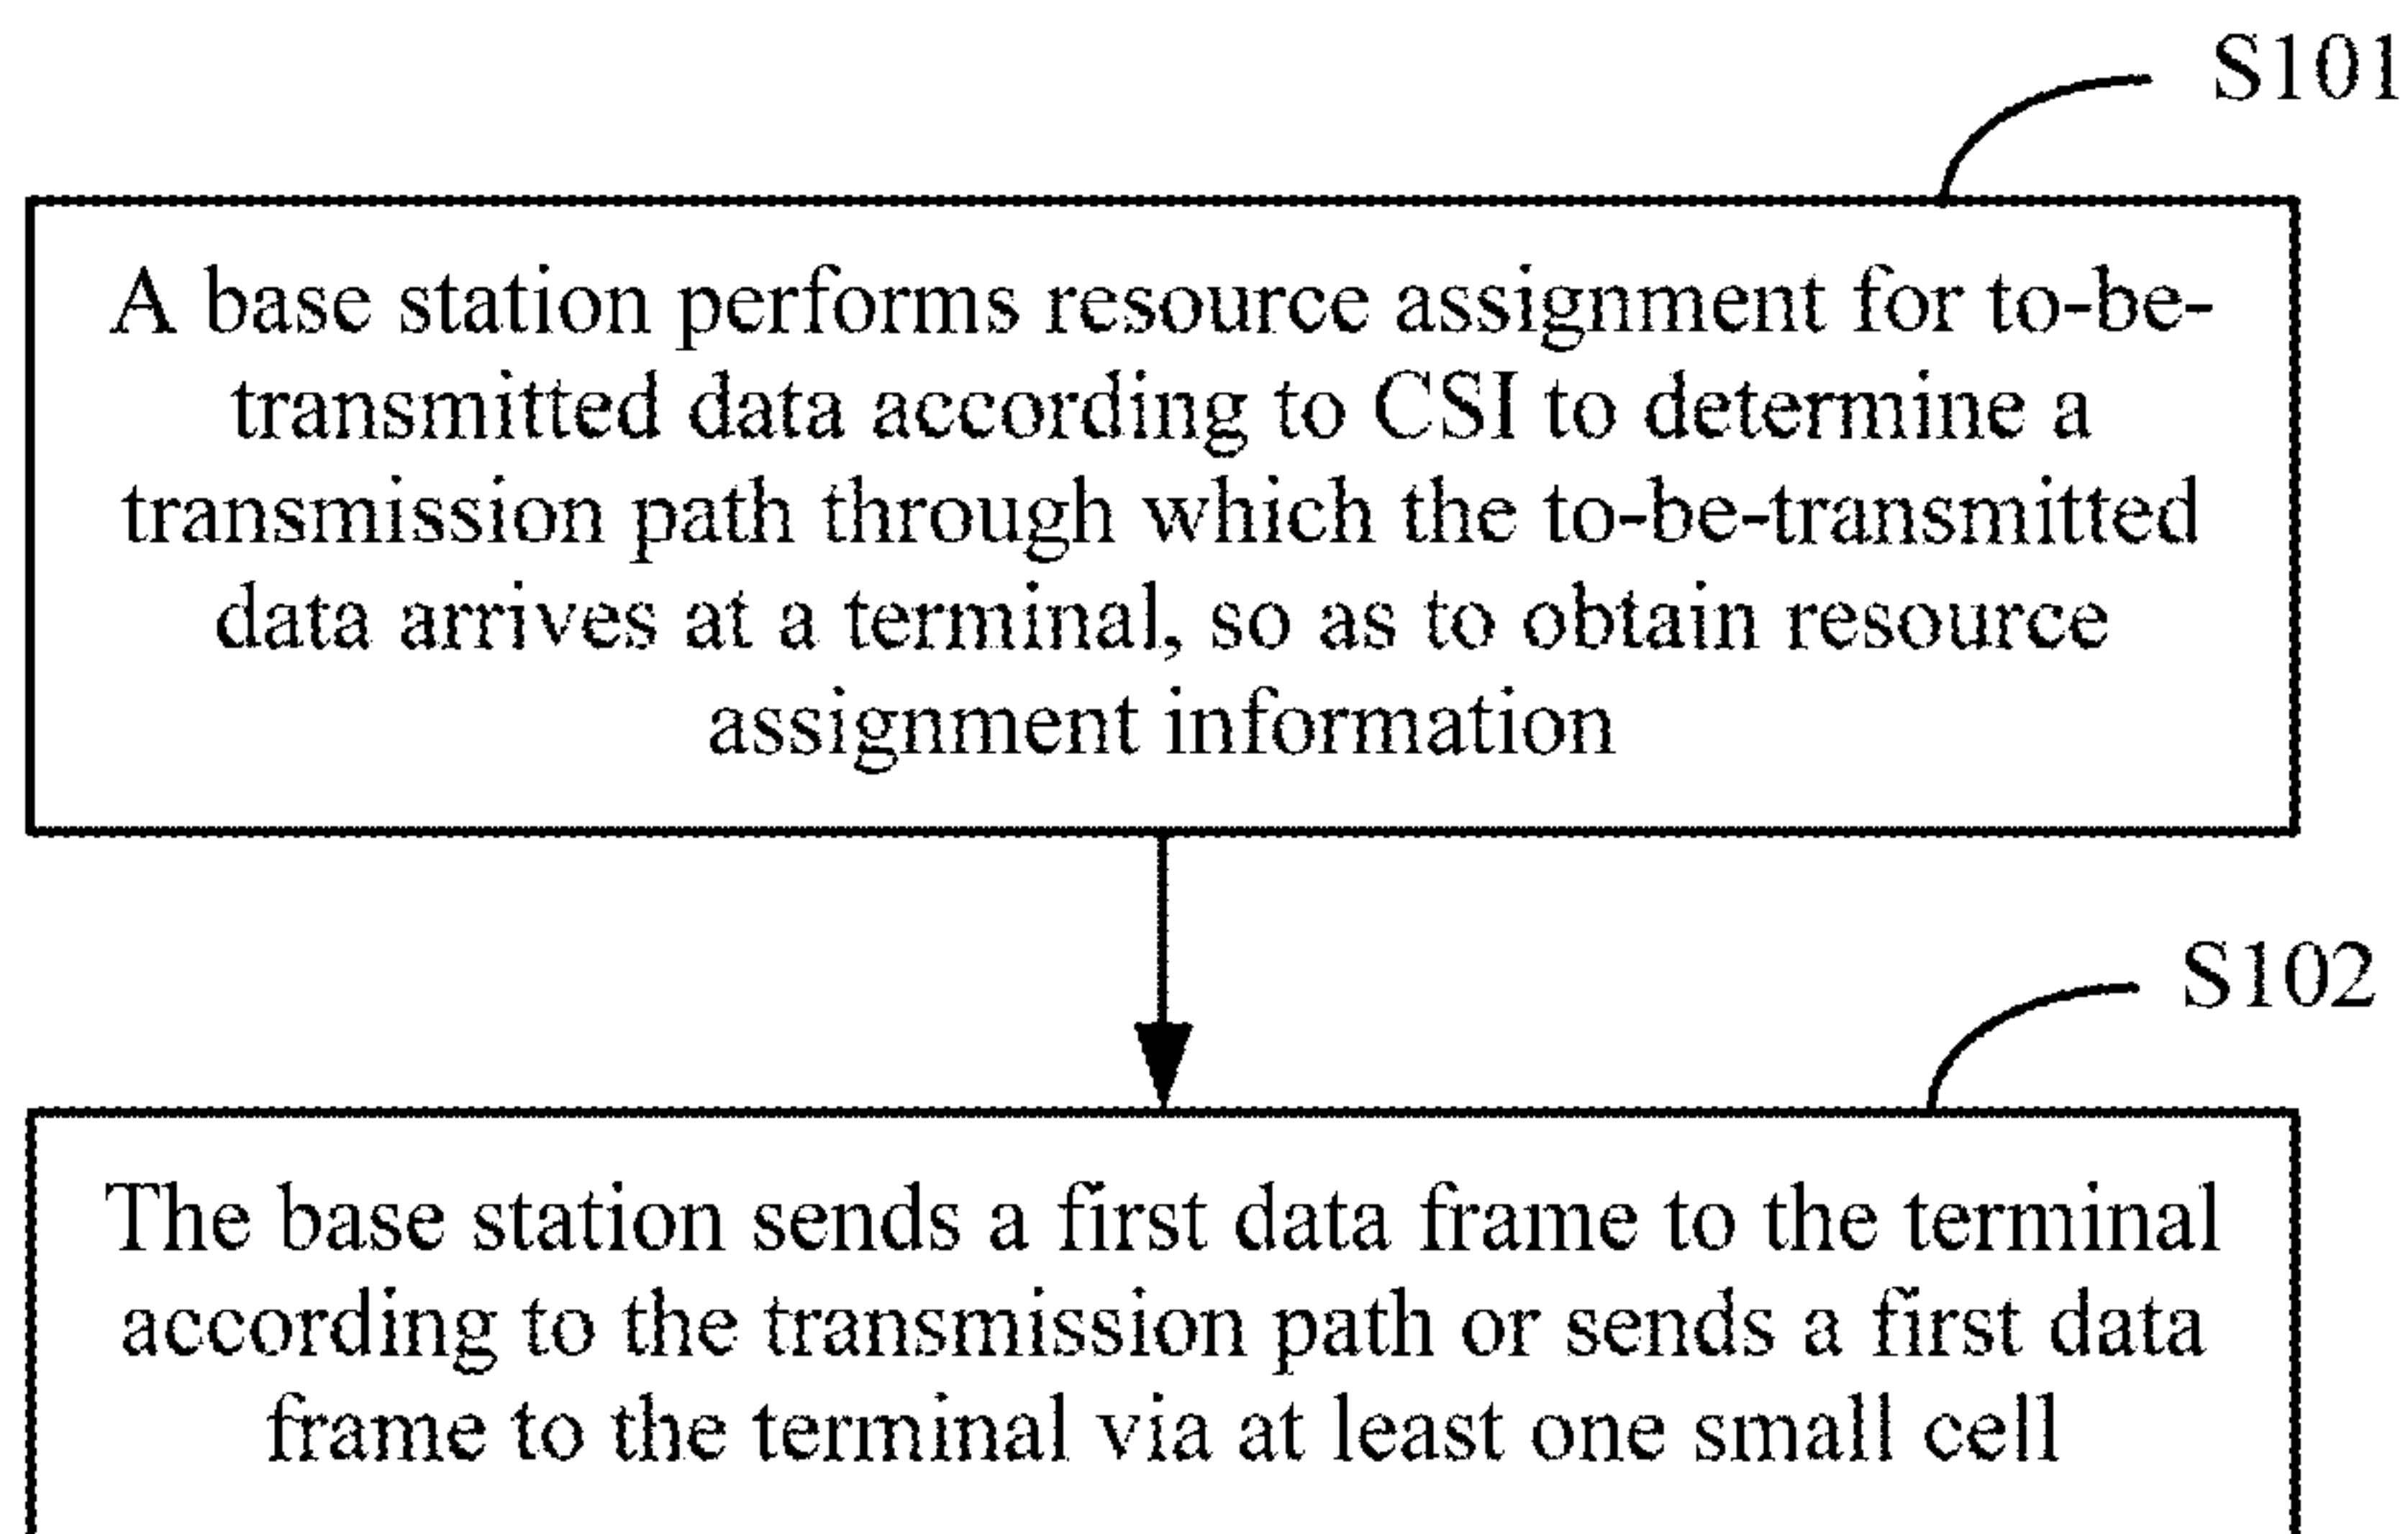 S101
A base station performs resource assignment for to-be-
transmitted data according to CSI to determine a
transmission path through which the to-be-transmitted
data arrives at a terminal, so as to obtain resource
assignment information
S102
The base station sends a first data frame to the terminal
according to the transmission path or sends a first data
frame to the terminal via at least one small cell